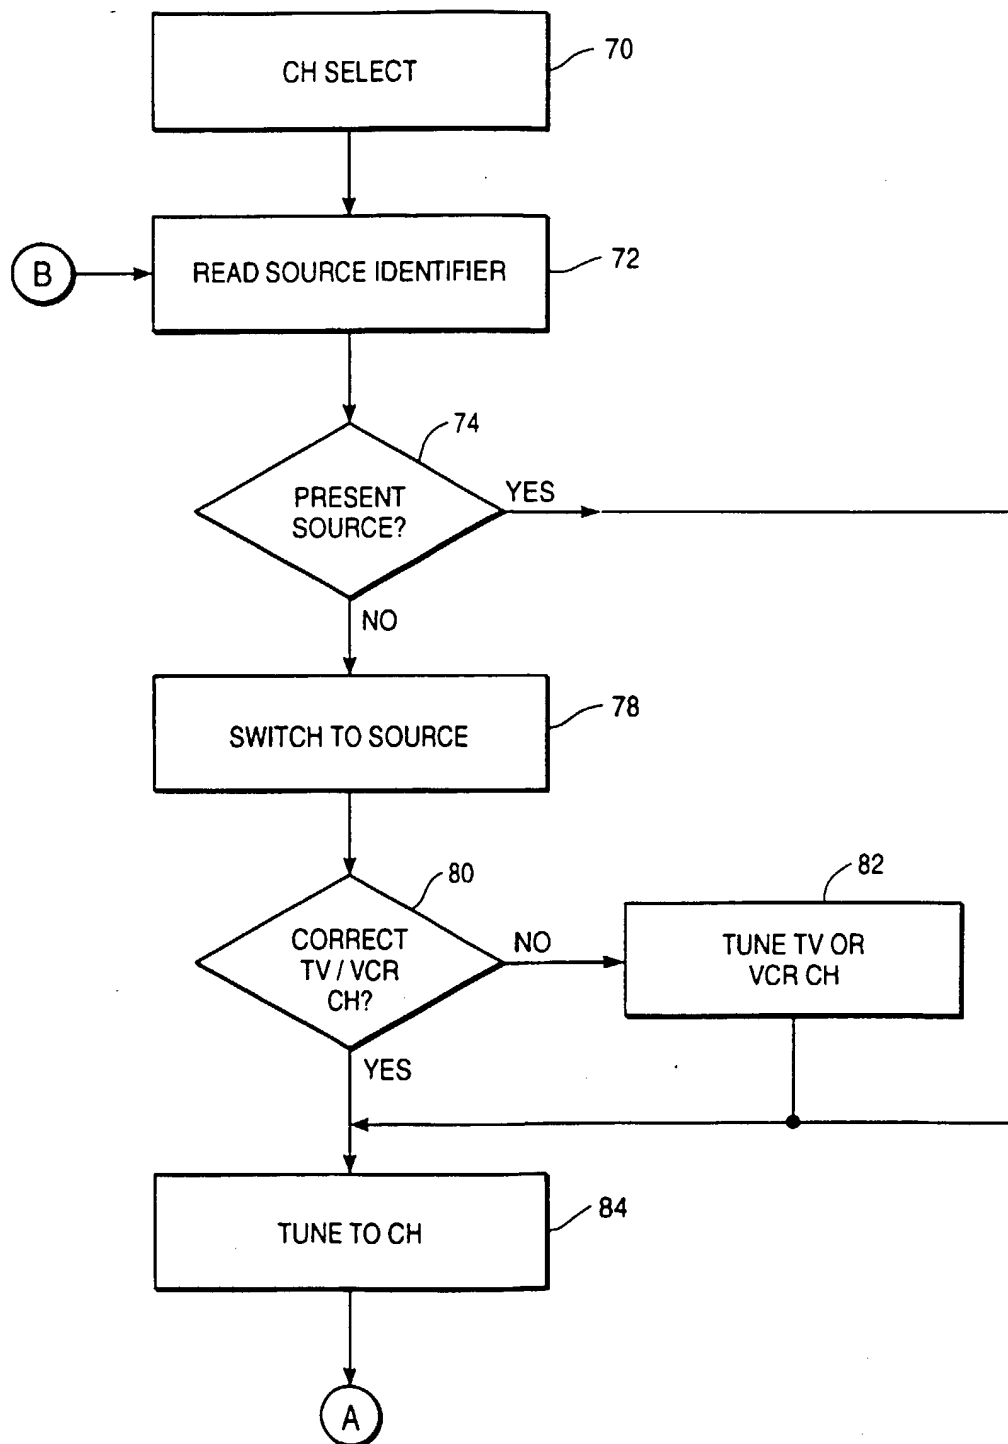 CH SELECT
70
B
READ SOURCE IDENTIFIER
72
74
PRESENT
SOURCE?
YES
NO
SWITCH TO SOURCE
78
80
CORRECT
TV / VCR
CH?
NO
82
TUNE TV OR
VCR CH
YES
TUNE TO CH
84
A